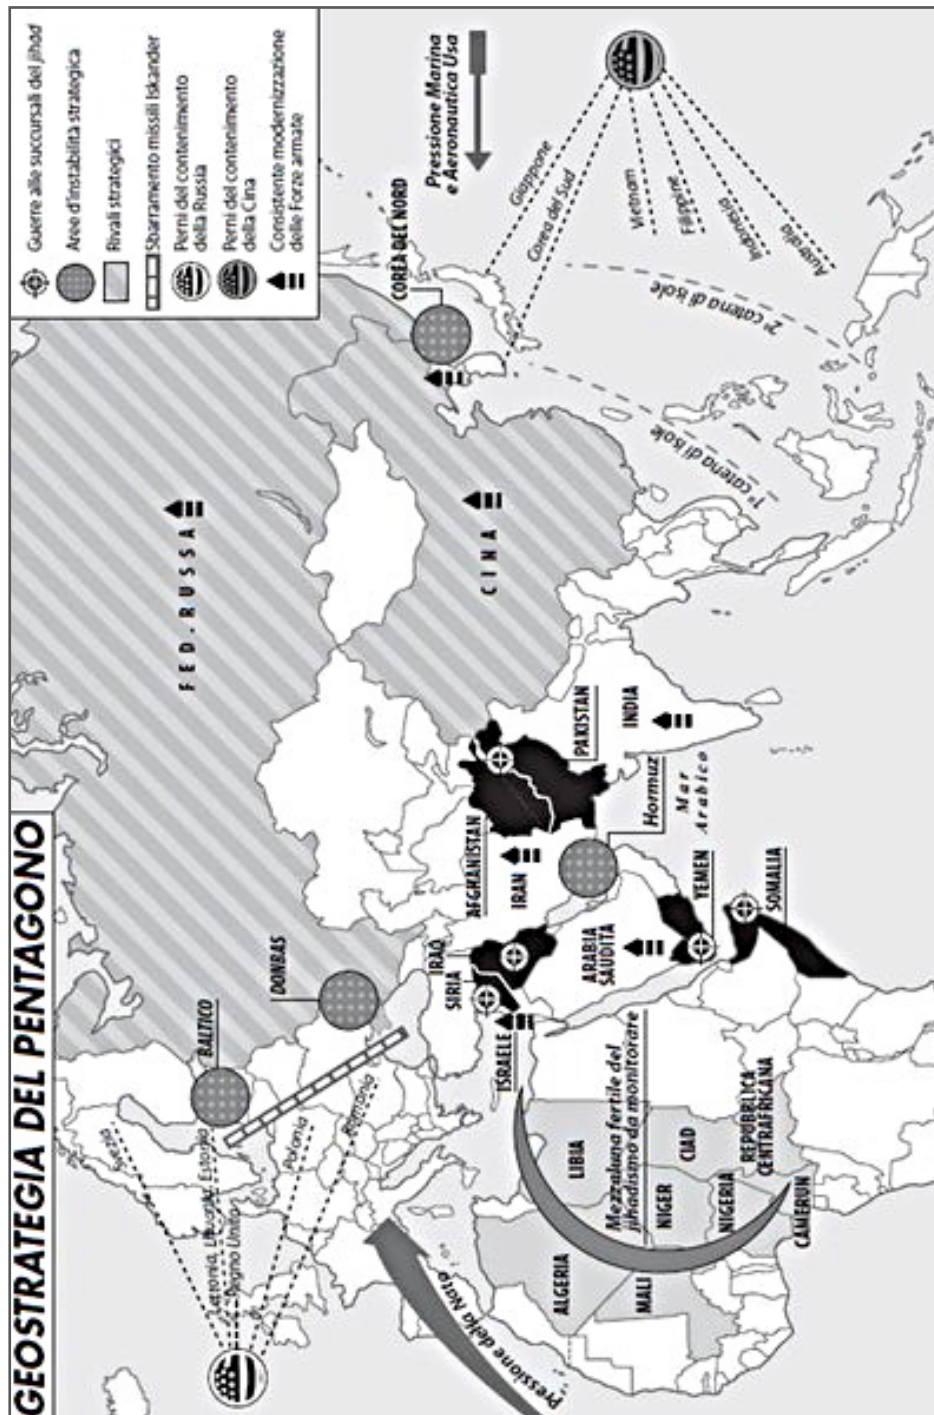 GEOSTRATEGIA DEL PENTAGONO
Guerre alle succursali del jihād
Aree d'instabilità strategica
Rivali strategici
Sbarramento missili Iskander
Perni del contenimento
della Russia
Perni del contenimento
della Cina
Consistente modernizzazione
delle Forze armate
FED. RUSSA
CINA
COREA DEL NORD
Pressione Marina
e Aeronautica Usa
Giappone
Corea del Sud
Vietnam
Filippine
Indonesia
Australia
2ª catena di isole
1ª catena di isole
BALTICO
DONBAS
Svezia
Lettonia, Lituania, Estonia
Regno Unito
Polonia
Romania
Pressione della Nato
SIRIA
IRAQ
ISRAELE
AFGHANISTAN
IRAN
PAKISTAN
INDIA
Hormuz
Mar
Arabico
ARABIA
SAUDITA
YEMEN
SOMALIA
Mezzaluna fertile del
jihadismo da monitorare
ALGERIA
LIBIA
MALI
NIGER
CIAD
NIGERIA
REPUBBLICA
CENTRAFRICANA
CAMERUN